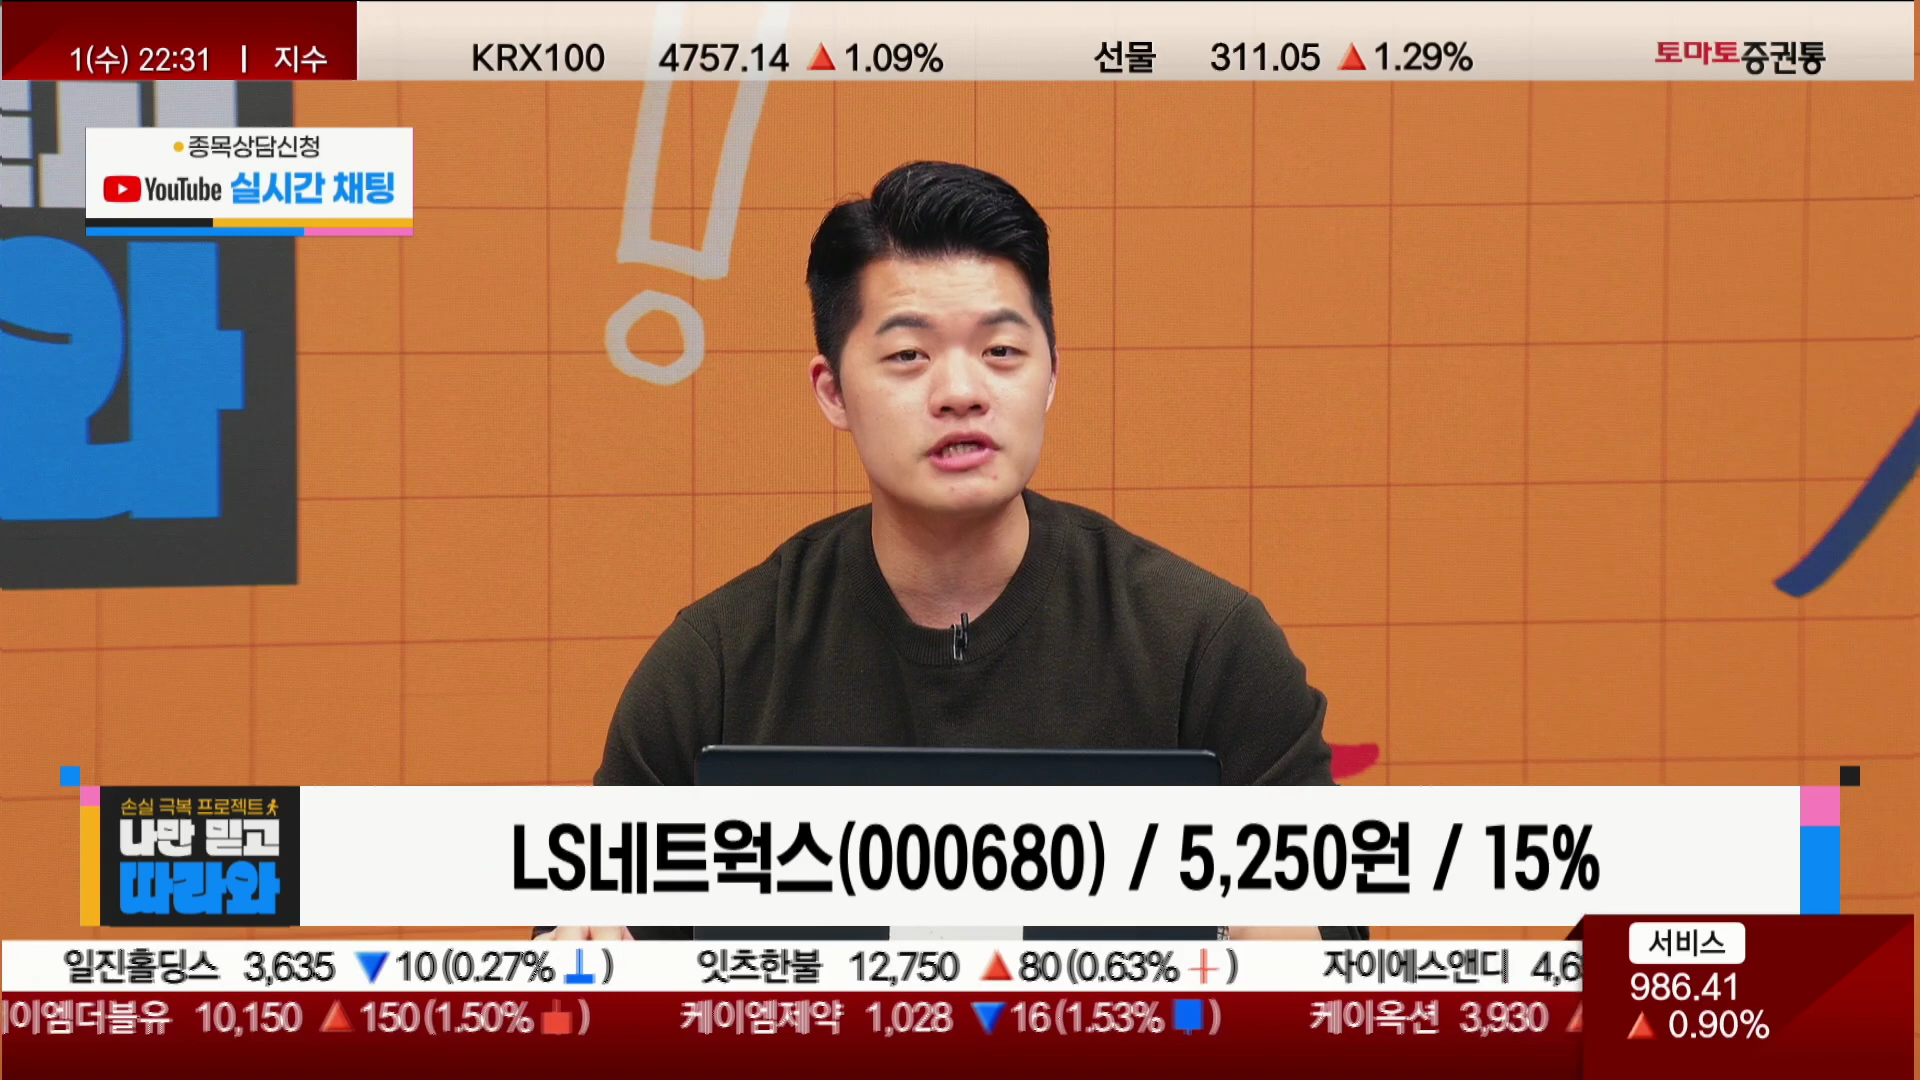 1(수) 22:31 | 지수
KRX100 4757.14 ▲1.09%
선물 311.05 ▲1.29%
토마토증권통
종목상담신청
YouTube 실시간 채팅
와
손실 극복 프로젝트
나만 믿고
따라와
LS네트웍스(000680) / 5,250원 / 15%
일진홀딩스 3,635 ▼10(0.27%) 잇츠한불 12,750 ▲80(0.63%) 자이에스앤디
이엠더블유 10,150 ▲150(1.50%) 케이엠제약 1,028 ▼16(1.53%) 케이옥션 3,930
서비스
986.41
▲ 0.90%